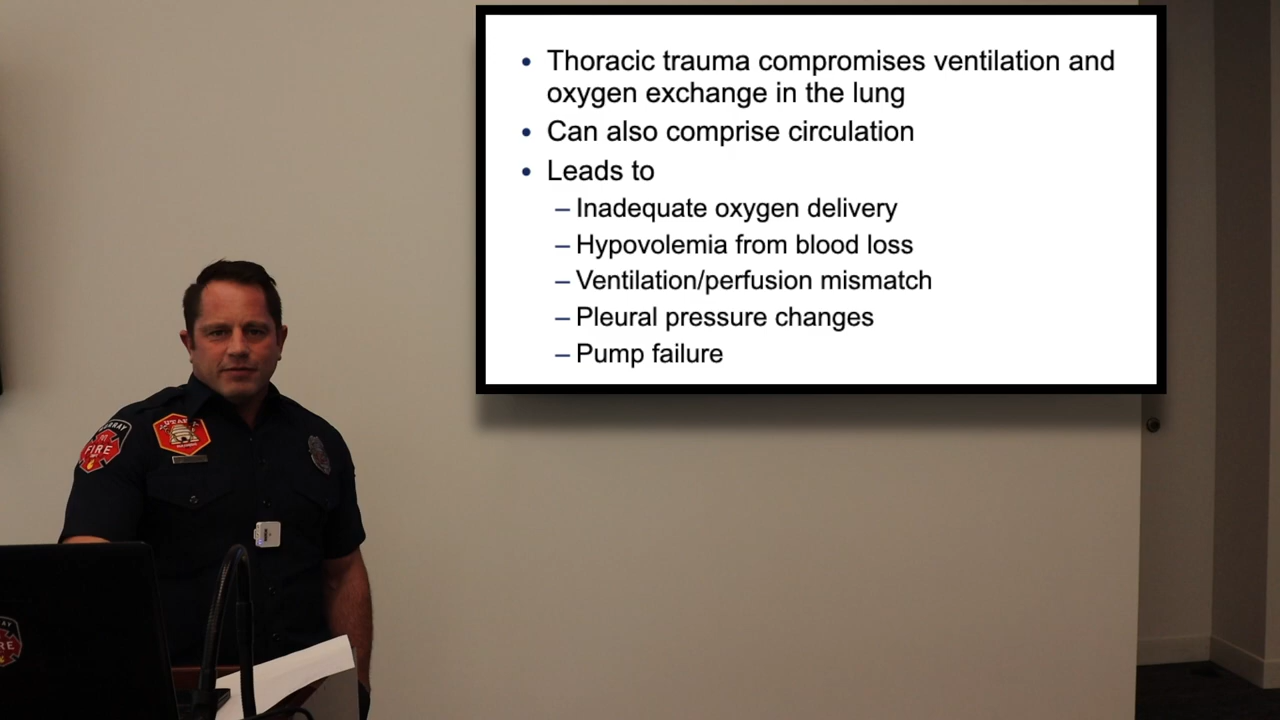 • Thoracic trauma compromises ventilation and
oxygen exchange in the lung
• Can also comprise circulation
• Leads to
– Inadequate oxygen delivery
– Hypovolemia from blood loss
– Ventilation/perfusion mismatch
– Pleural pressure changes
– Pump failure
FIRE
UTAH